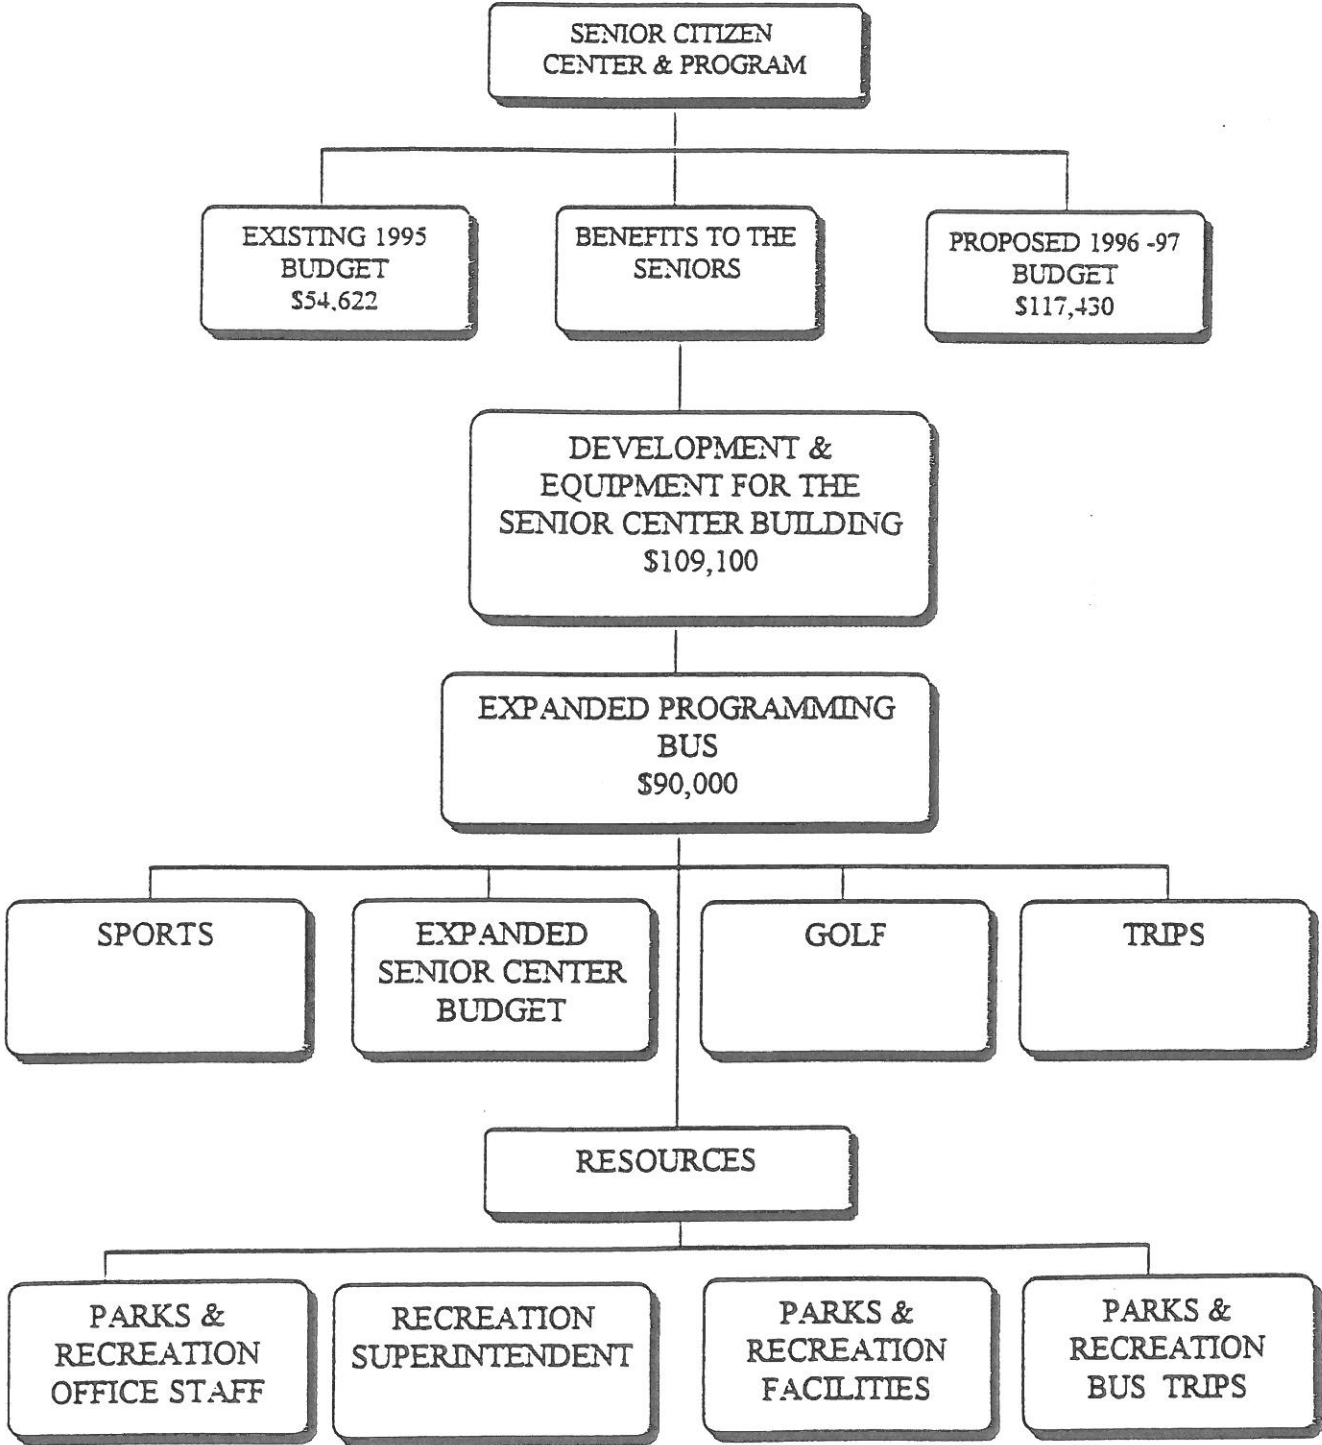 SENIOR CITIZEN
CENTER & PROGRAM
EXISTING 1995
BUDGET
$54,622
BENEFITS TO THE
SENIORS
PROPOSED 1996 -97
BUDGET
$117,430
DEVELOPMENT &
EQUIPMENT FOR THE
SENIOR CENTER BUILDING
$109,100
EXPANDED PROGRAMMING
BUS
$90,000
SPORTS
EXPANDED
SENIOR CENTER
BUDGET
GOLF
TRIPS
RESOURCES
PARKS &
RECREATION
OFFICE STAFF
RECREATION
SUPERINTENDENT
PARKS &
RECREATION
FACILITIES
PARKS &
RECREATION
BUS TRIPS